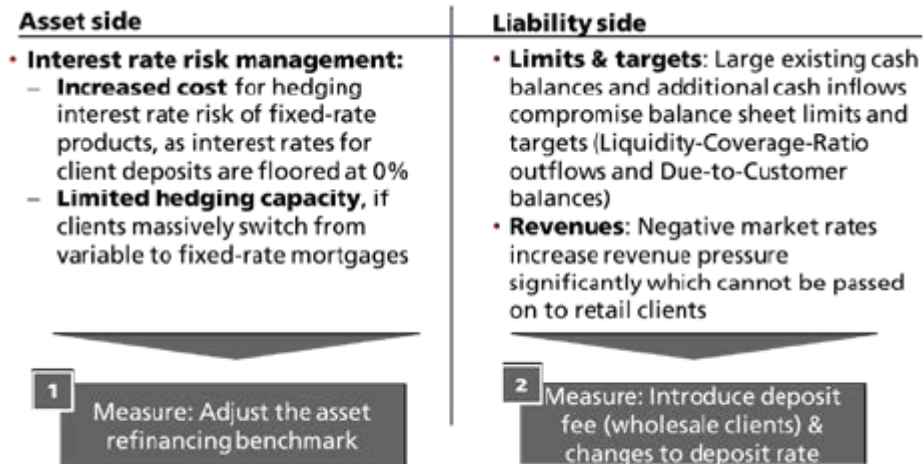 Asset side
• Interest rate risk management:
– Increased cost for hedging
interest rate risk of fixed-rate
products, as interest rates for
client deposits are floored at 0%
– Limited hedging capacity, if
clients massively switch from
variable to fixed-rate mortgages
1
Measure: Adjust the asset
refinancing benchmark
Liability side
• Limits & targets: Large existing cash
balances and additional cash inflows
compromise balance sheet limits and
targets (Liquidity-Coverage-Ratio
outflows and Due-to-Customer
balances)
• Revenues: Negative market rates
increase revenue pressure
significantly which cannot be passed
on to retail clients
2
Measure: Introduce deposit
fee (wholesale clients) &
changes to deposit rate